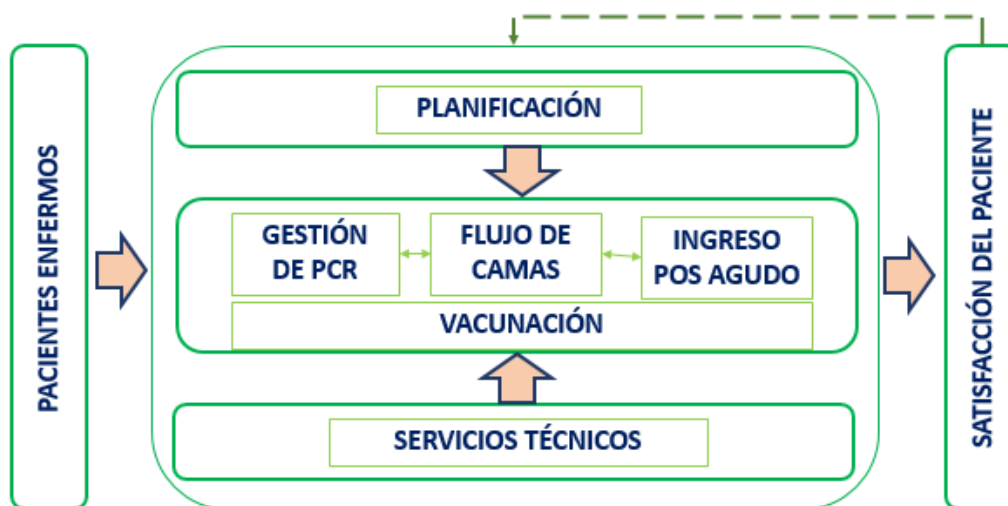 PACIENTES ENFERMOS
PLANIFICACIÓN
GESTIÓN
DE PCR
FLUJO DE
CAMAS
INGRESO
POS AGUDO
VACUNACIÓN
SERVICIOS TÉCNICOS
SATISFACCIÓN DEL PACIENTE